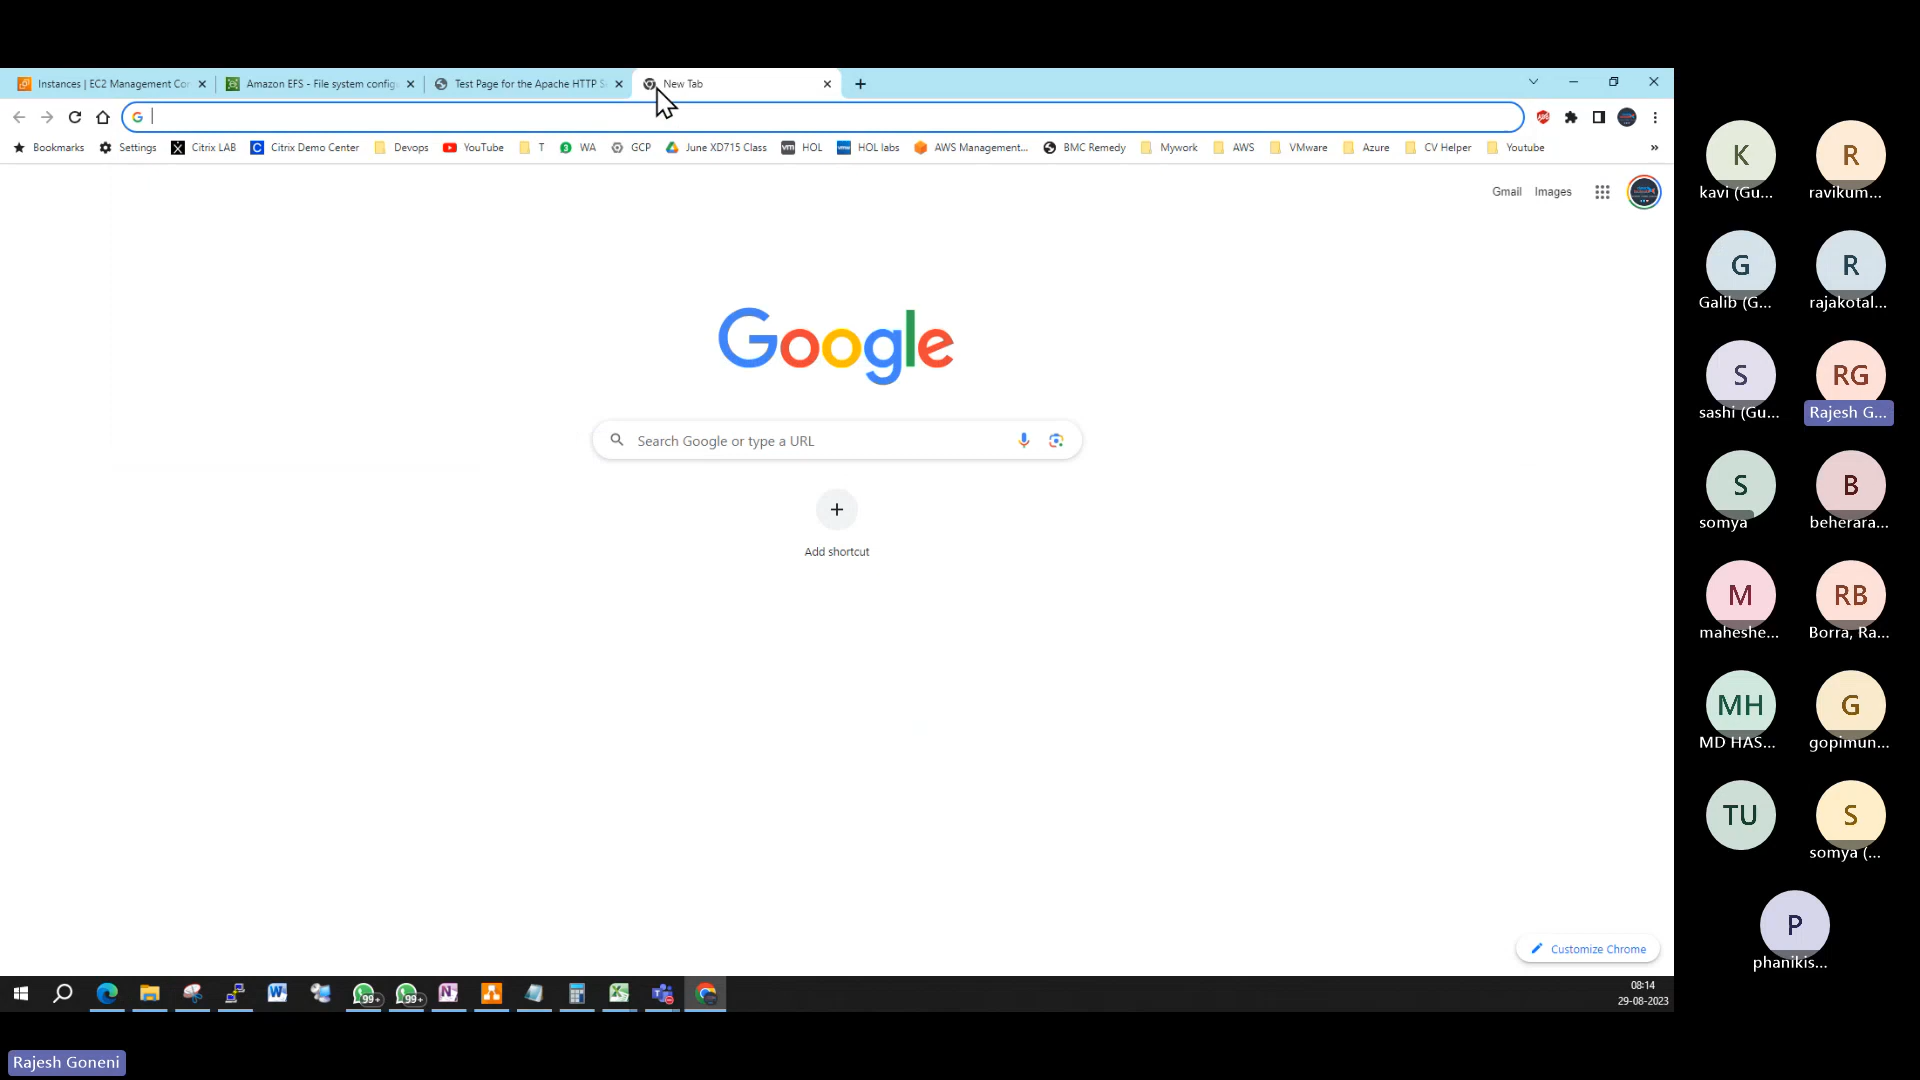 Instances | EC2 Management Con
Amazon EFS - File system config
Test Page for the Apache HTTP S
New Tab
Bookmarks
Settings
Citrix LAB
Citrix Demo Center
Devops
YouTube
T
WA
GCP
June XD715 Class
HOL
HOL labs
AWS Management...
BMC Remedy
Mywork
AWS
VMware
Azure
CV Helper
Youtube
Gmail
Images
Google
Search Google or type a URL
Add shortcut
Customize Chrome
99+
99+
08:14
29-08-2023
K
kavi (Gu...
R
ravikum...
G
Galib (G...
R
rajakotal...
S
sashi (Gu...
RG
Rajesh G...
S
somya
B
beherara...
M
maheshe...
RB
Borra, Ra...
MH
MD HAS...
G
gopimun...
TU
S
somya (...
P
phanikis...
Rajesh Goneni